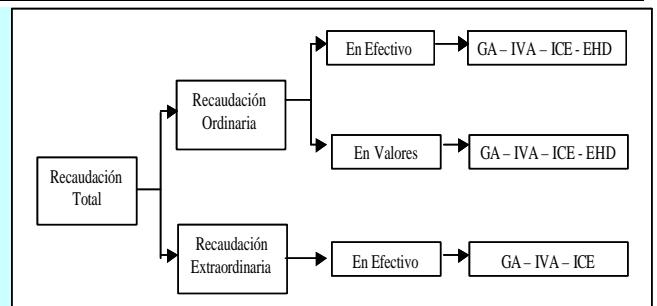 En Efectivo
GA – IVA – ICE - EHD
Recaudación
Ordinaria
En Valores
GA – IVA – ICE - EHD
Recaudación
Total
Recaudación
Extraordinaria
En Efectivo
GA – IVA – ICE